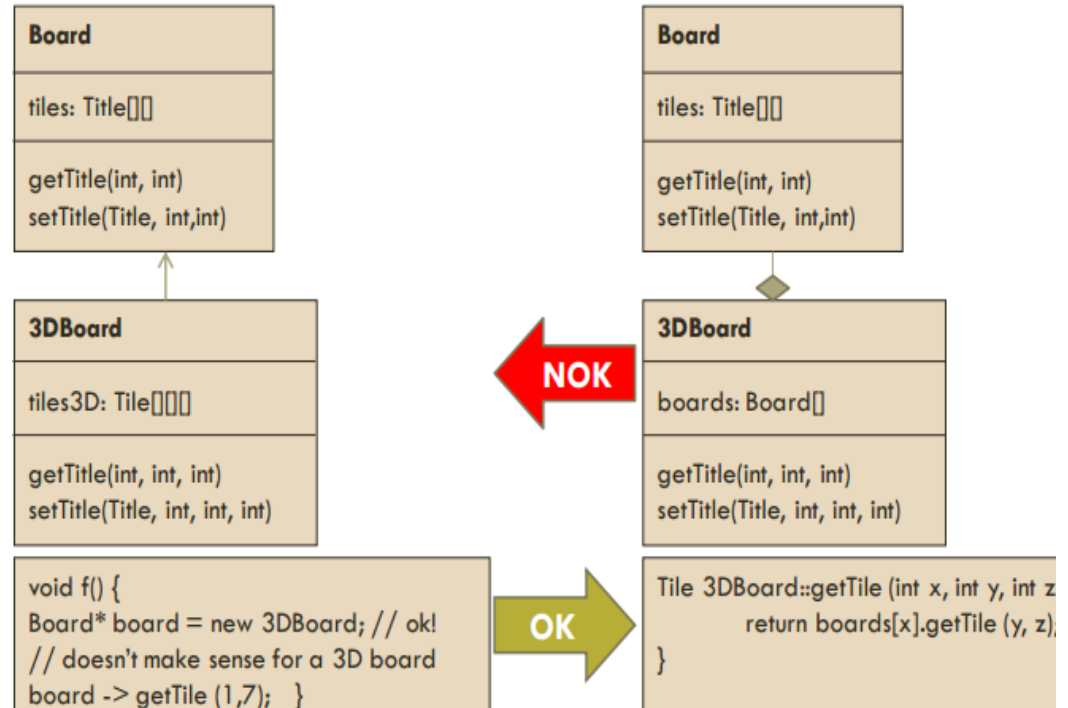 Board
tiles: Title[][]
getTitle(int, int)
setTitle(Title, int,int)
3DBoard
tiles3D: Tile[][][]
getTitle(int, int, int)
setTitle(Title, int, int, int)
void f() {
Board* board = new 3DBoard; // ok!
// doesn't make sense for a 3D board
board -> getTile (1,7);   }
NOK
OK
Board
tiles: Title[][]
getTitle(int, int)
setTitle(Title, int,int)
3DBoard
boards: Board[]
getTitle(int, int, int)
setTitle(Title, int, int, int)
Tile 3DBoard::getTile (int x, int y, int z
return boards[x].getTile (y, z);
}